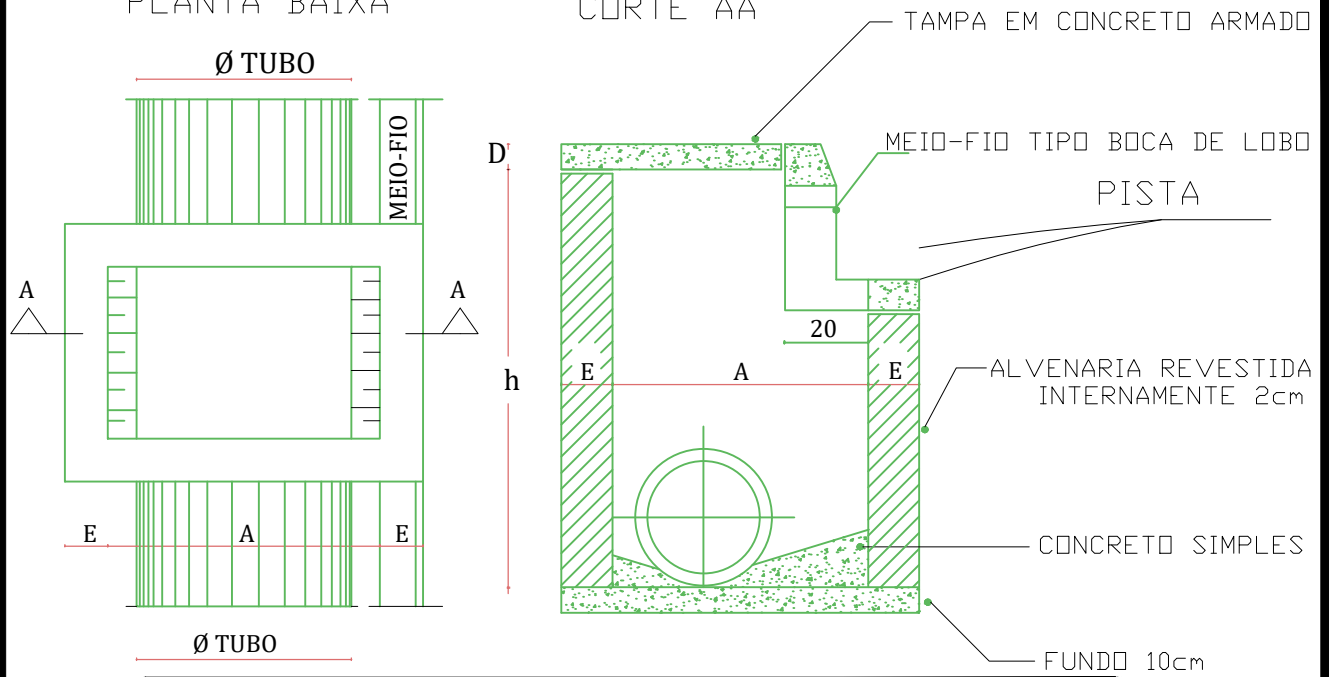 PLANTA BAIXA
CORTE AA
TAMPA EM CONCRETO ARMADO
Ø TUBO
MEIO-FIO
D
MEIO-FIO TIPO BOCA DE LOBO
PISTA
A
A
20
h
E
A
E
ALVENARIA REVESTIDA
INTERNAMENTE 2cm
E
A
E
CONCRETO SIMPLES
Ø TUBO
FUNDO 10cm